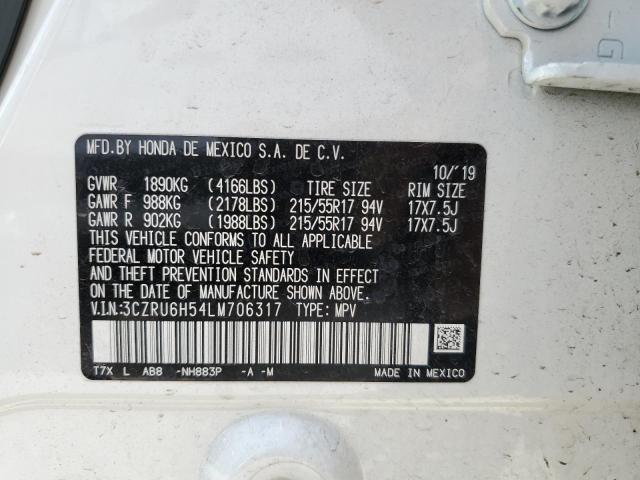 G
MFD.BY HONDA DE MEXICO S.A. DE C.V.
10/'19
GVWR 1890KG (4166LBS) TIRE SIZE RIM SIZE
GAWR F 988KG (2178LBS) 215/55R17 94V 17X7.5J
GAWR R 902KG (1988LBS) 215/55R17 94V 17X7.5J
THIS VEHICLE CONFORMS TO ALL APPLICABLE
FEDERAL MOTOR VEHICLE SAFETY
AND THEFT PREVENTION STANDARDS IN EFFECT
ON THE DATE OF MANUFACTURE SHOWN ABOVE.
V.I.N.:3CZRU6H54LM706317 TYPE: MPV
T7X L AB8 -NH883P -A -M MADE IN MEXICO